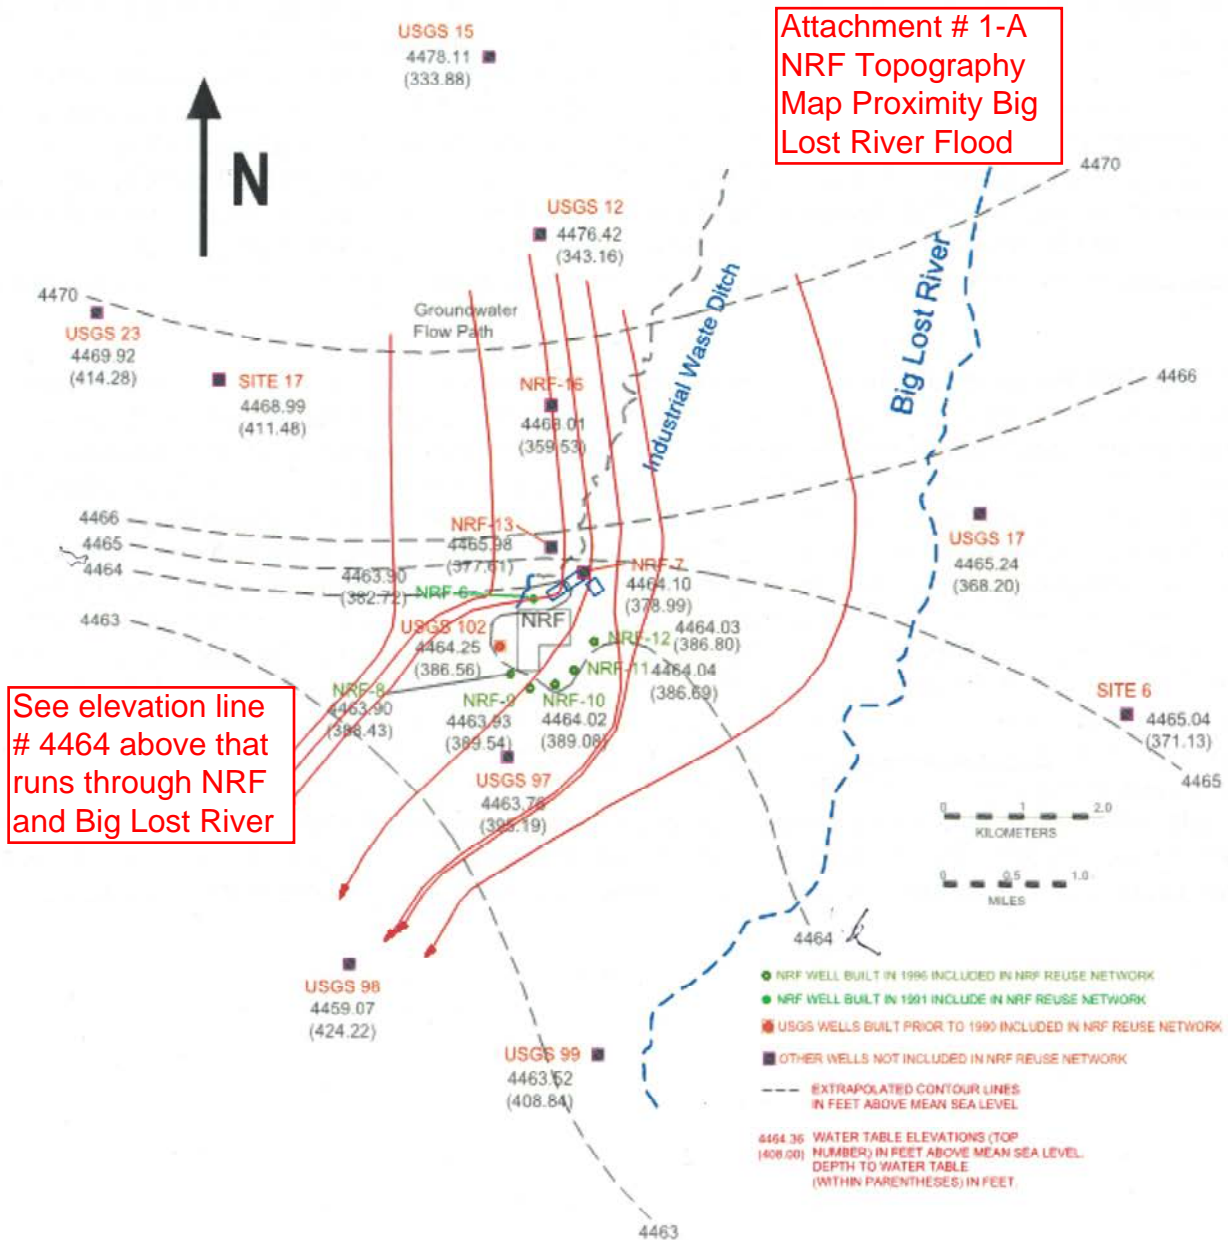 Attachment # 1-A
NRF Topography
Map Proximity Big
Lost River Flood
USGS 15
4478.11
(333.88)
N
4470
USGS 12
4476.42
(343.16)
4470
Groundwater
Flow Path
USGS 23
4469.92
(414.28)
SITE 17
4468.99
(411.48)
Industrial Waste Ditch
Big Lost River
4466
NRF-16
4468.01
(359.53)
4466
4465
4464
4463
NRF-13
4465.98
(377.61)
USGS 17
4465.24
(368.20)
NRF-7
4464.10
(378.99)
4463.90
(382.72)
NRF-6
NRF
USGS 102
4464.25
(386.56)
NRF-12
4464.03
(386.80)
NRF-11
4464.04
(386.69)
NRF-8
4463.90
(388.43)
NRF-9
4463.93
(389.54)
NRF-10
4464.02
(389.08)
SITE 6
4465.04
(371.13)
4465
See elevation line
# 4464 above that
runs through NRF
and Big Lost River
USGS 97
4463.76
(395.19)
0 1 2.0
KILOMETERS
0 0.5 1.0
MILES
4464
USGS 98
4459.07
(424.22)
USGS 99
4463.52
(408.84)
4463
NRF WELL BUILT IN 1996 INCLUDED IN NRF REUSE NETWORK
NRF WELL BUILT IN 1991 INCLUDE IN NRF REUSE NETWORK
USGS WELLS BUILT PRIOR TO 1990 INCLUDED IN NRF REUSE NETWORK
OTHER WELLS NOT INCLUDED IN NRF REUSE NETWORK
EXTRAPOLATED CONTOUR LINES
IN FEET ABOVE MEAN SEA LEVEL
4464.36 WATER TABLE ELEVATIONS (TOP
(408.00) NUMBER) IN FEET ABOVE MEAN SEA LEVEL.
DEPTH TO WATER TABLE
(WITHIN PARENTHESES) IN FEET.